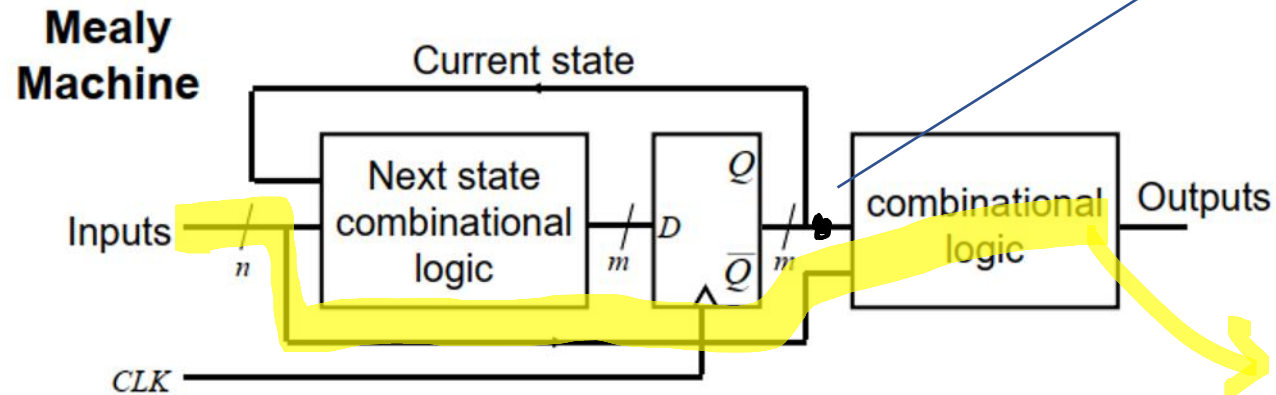 Mealy
Machine
Current state
Next state
combinational
logic
Inputs
n
m
D
Q
Q̅
m
combinational
logic
Outputs
CLK